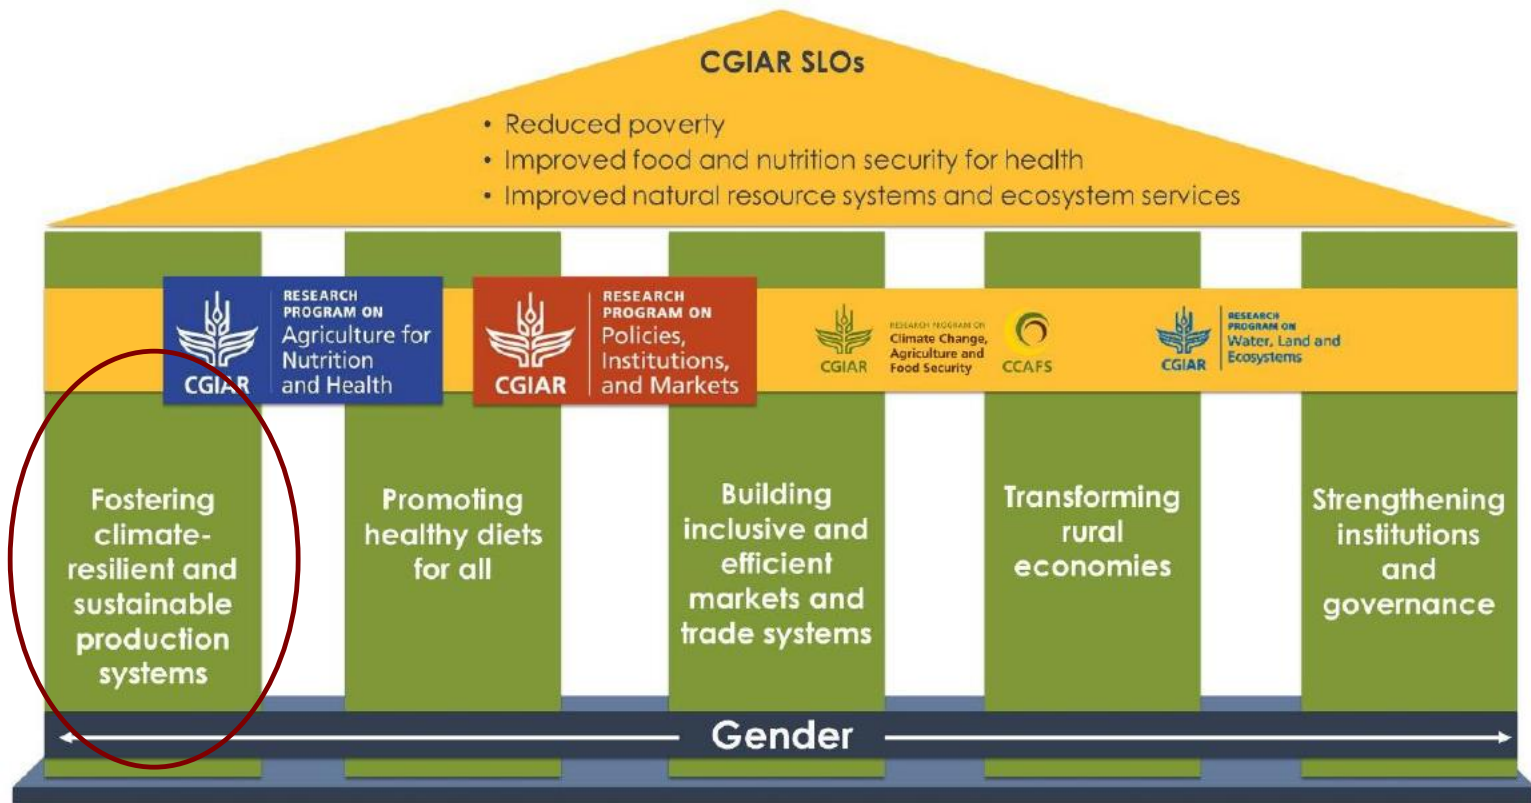 CGIAR SLOs
• Reduced poverty
• Improved food and nutrition security for health
• Improved natural resource systems and ecosystem services
CGIAR
RESEARCH
PROGRAM ON
Agriculture for
Nutrition
and Health
CGIAR
RESEARCH
PROGRAM ON
Policies,
Institutions,
and Markets
CGIAR
RESEARCH PROGRAM ON
Climate Change,
Agriculture and
Food Security
CCAFS
CGIAR
RESEARCH
PROGRAM ON
Water, Land and
Ecosystems
Fostering
climate-
resilient and
sustainable
production
systems
Promoting
healthy diets
for all
Building
inclusive and
efficient
markets and
trade systems
Transforming
rural
economies
Strengthening
institutions
and
governance
Gender